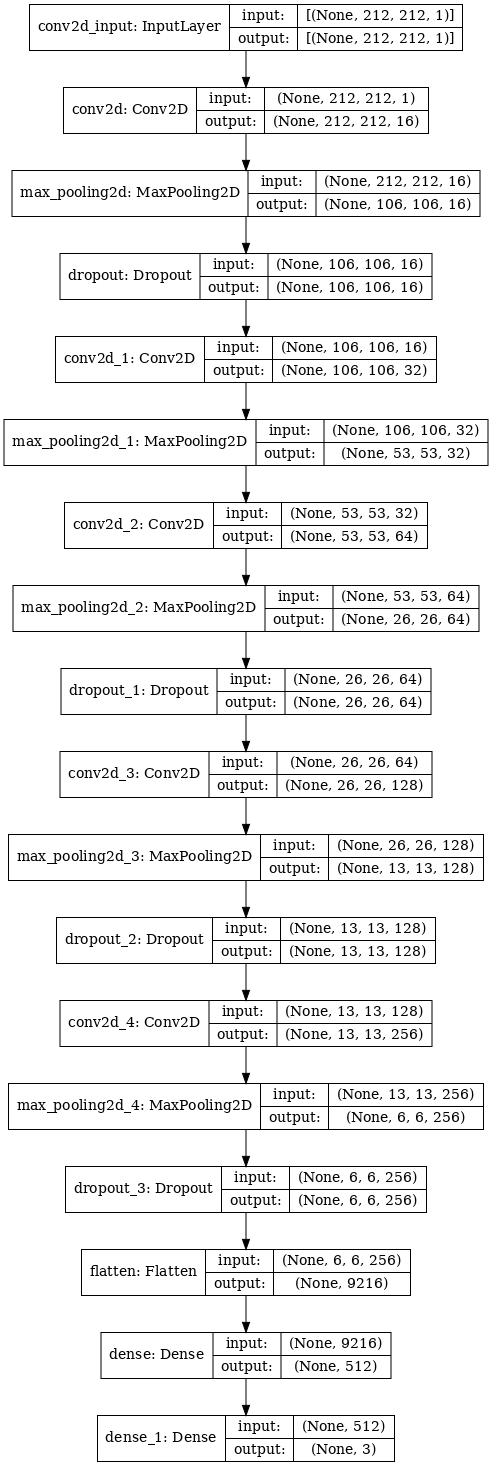 conv2d_input: InputLayer
input: [(None, 212, 212, 1)]
output: [(None, 212, 212, 1)]
conv2d: Conv2D
input: (None, 212, 212, 1)
output: (None, 212, 212, 16)
max_pooling2d: MaxPooling2D
input: (None, 212, 212, 16)
output: (None, 106, 106, 16)
dropout: Dropout
input: (None, 106, 106, 16)
output: (None, 106, 106, 16)
conv2d_1: Conv2D
input: (None, 106, 106, 16)
output: (None, 106, 106, 32)
max_pooling2d_1: MaxPooling2D
input: (None, 106, 106, 32)
output: (None, 53, 53, 32)
conv2d_2: Conv2D
input: (None, 53, 53, 32)
output: (None, 53, 53, 64)
max_pooling2d_2: MaxPooling2D
input: (None, 53, 53, 64)
output: (None, 26, 26, 64)
dropout_1: Dropout
input: (None, 26, 26, 64)
output: (None, 26, 26, 64)
conv2d_3: Conv2D
input: (None, 26, 26, 64)
output: (None, 26, 26, 128)
max_pooling2d_3: MaxPooling2D
input: (None, 26, 26, 128)
output: (None, 13, 13, 128)
dropout_2: Dropout
input: (None, 13, 13, 128)
output: (None, 13, 13, 128)
conv2d_4: Conv2D
input: (None, 13, 13, 128)
output: (None, 13, 13, 256)
max_pooling2d_4: MaxPooling2D
input: (None, 13, 13, 256)
output: (None, 6, 6, 256)
dropout_3: Dropout
input: (None, 6, 6, 256)
output: (None, 6, 6, 256)
flatten: Flatten
input: (None, 6, 6, 256)
output: (None, 9216)
dense: Dense
input: (None, 9216)
output: (None, 512)
dense_1: Dense
input: (None, 512)
output: (None, 3)